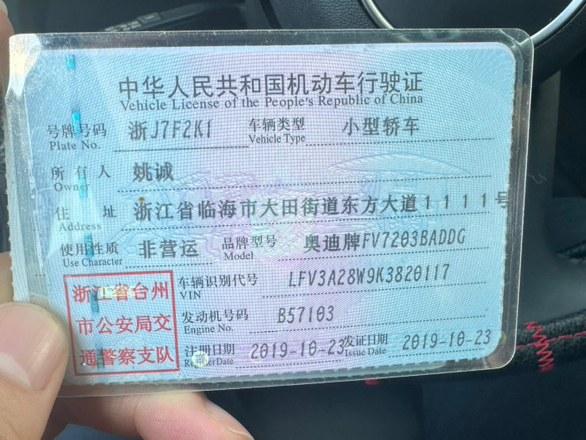 中华人民共和国机动车行驶证
Vehicle License of the People's Republic of China
号牌号码 浙J7F2K1 车辆类型 小型轿车
Plate No. Vehicle Type
所有人 姚诚
Owner
住址 浙江省临海市大田街道东方大道1111号
Address
使用性质 非营运 品牌型号 奥迪牌FV7203BADDG
Use Character Model
浙江省台州
市公安局交
通警察支队
车辆识别代号 LFV3A28W9K3820117
VIN
发动机号码 B57103
Engine No.
注册日期 2019-10-23 发证日期 2019-10-23
Register Date Issue Date